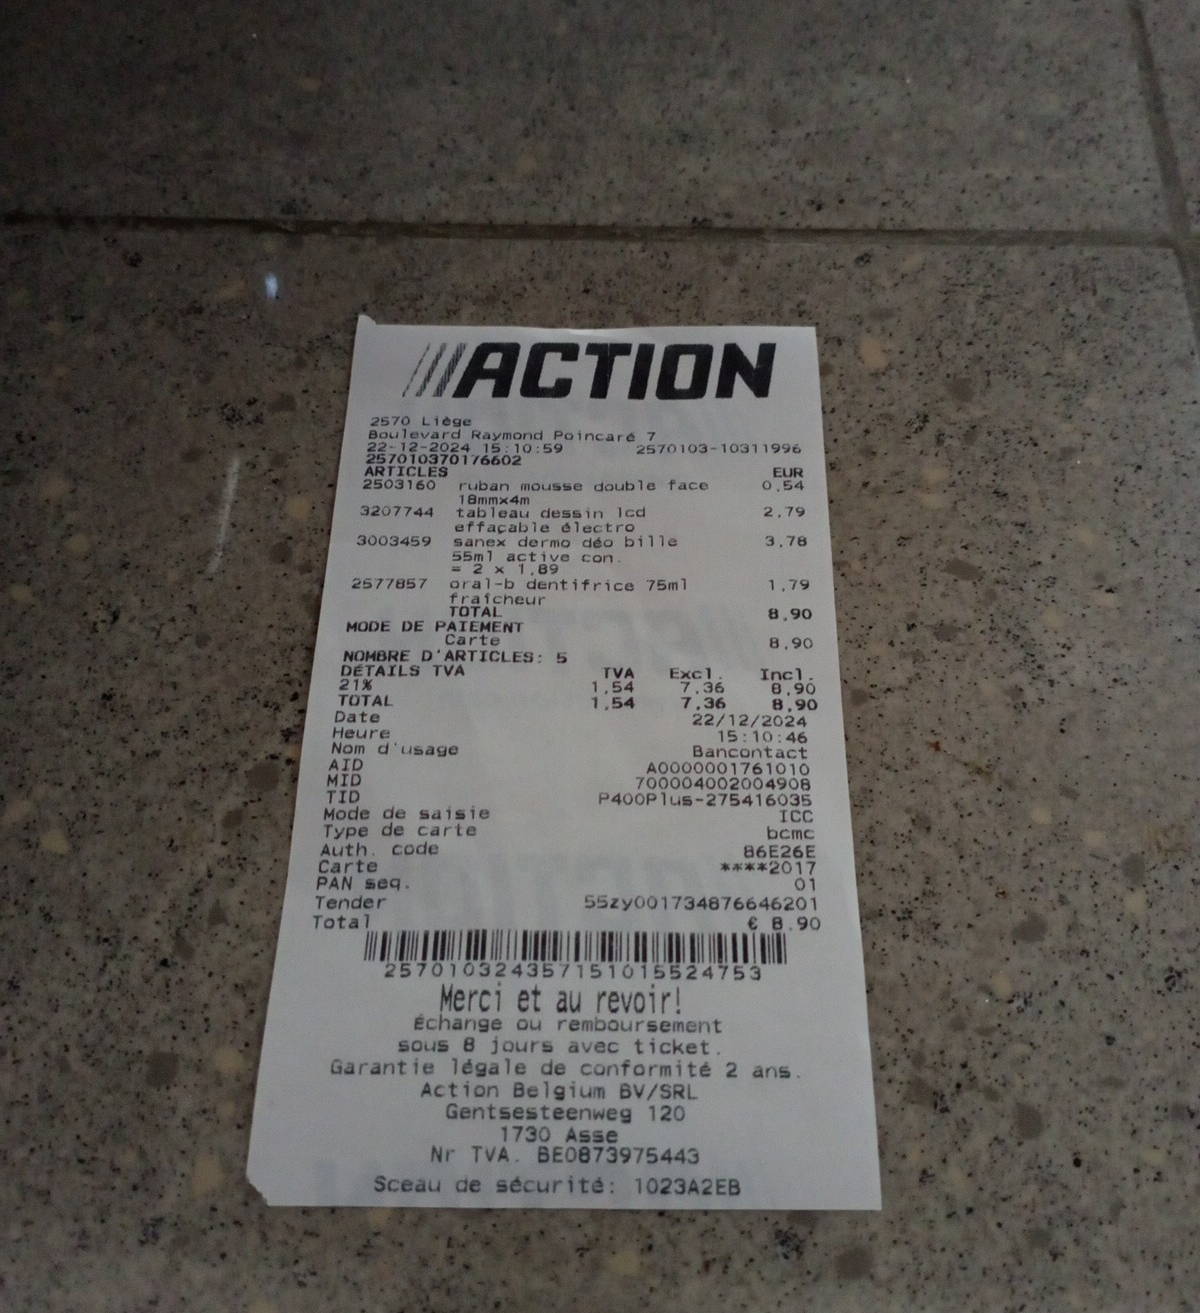 ACTION
2570 Liège
Boulevard Raymond Poincaré 7
22-12-2024 15:10:59 2570103-10311996
257010370176602
ARTICLES EUR
2503160 ruban mousse double face 0,54
18mmx4m
3207744 tableau dessin lcd 2,79
effaçable électro
3003459 sanex dermo déo bille 3,78
55ml active con.
= 2 x 1,89
2577857 oral-b dentifrice 75ml 1,79
fraîcheur
TOTAL 8,90
MODE DE PAIEMENT
Carte 8,90
NOMBRE D'ARTICLES: 5
DÉTAILS TVA TVA Excl. Incl.
21% 1,54 7,36 8,90
TOTAL 1,54 7,36 8,90
Date 22/12/2024
Heure 15:10:46
Nom d'usage Bancontact
AID A0000001761010
MID 700004002004908
TID P400Plus-275416035
Mode de saisie ICC
Type de carte bcmc
Auth. code 86E26E
Carte ****2017
PAN seq. 01
Tender 55zy001734876646201
Total € 8.90
257010324357151015524753
Merci et au revoir!
Échange ou remboursement
sous 8 jours avec ticket.
Garantie légale de conformité 2 ans.
Action Belgium BV/SRL
Gentsesteenweg 120
1730 Asse
Nr TVA. BE0873975443
Sceau de sécurité: 1023A2EB